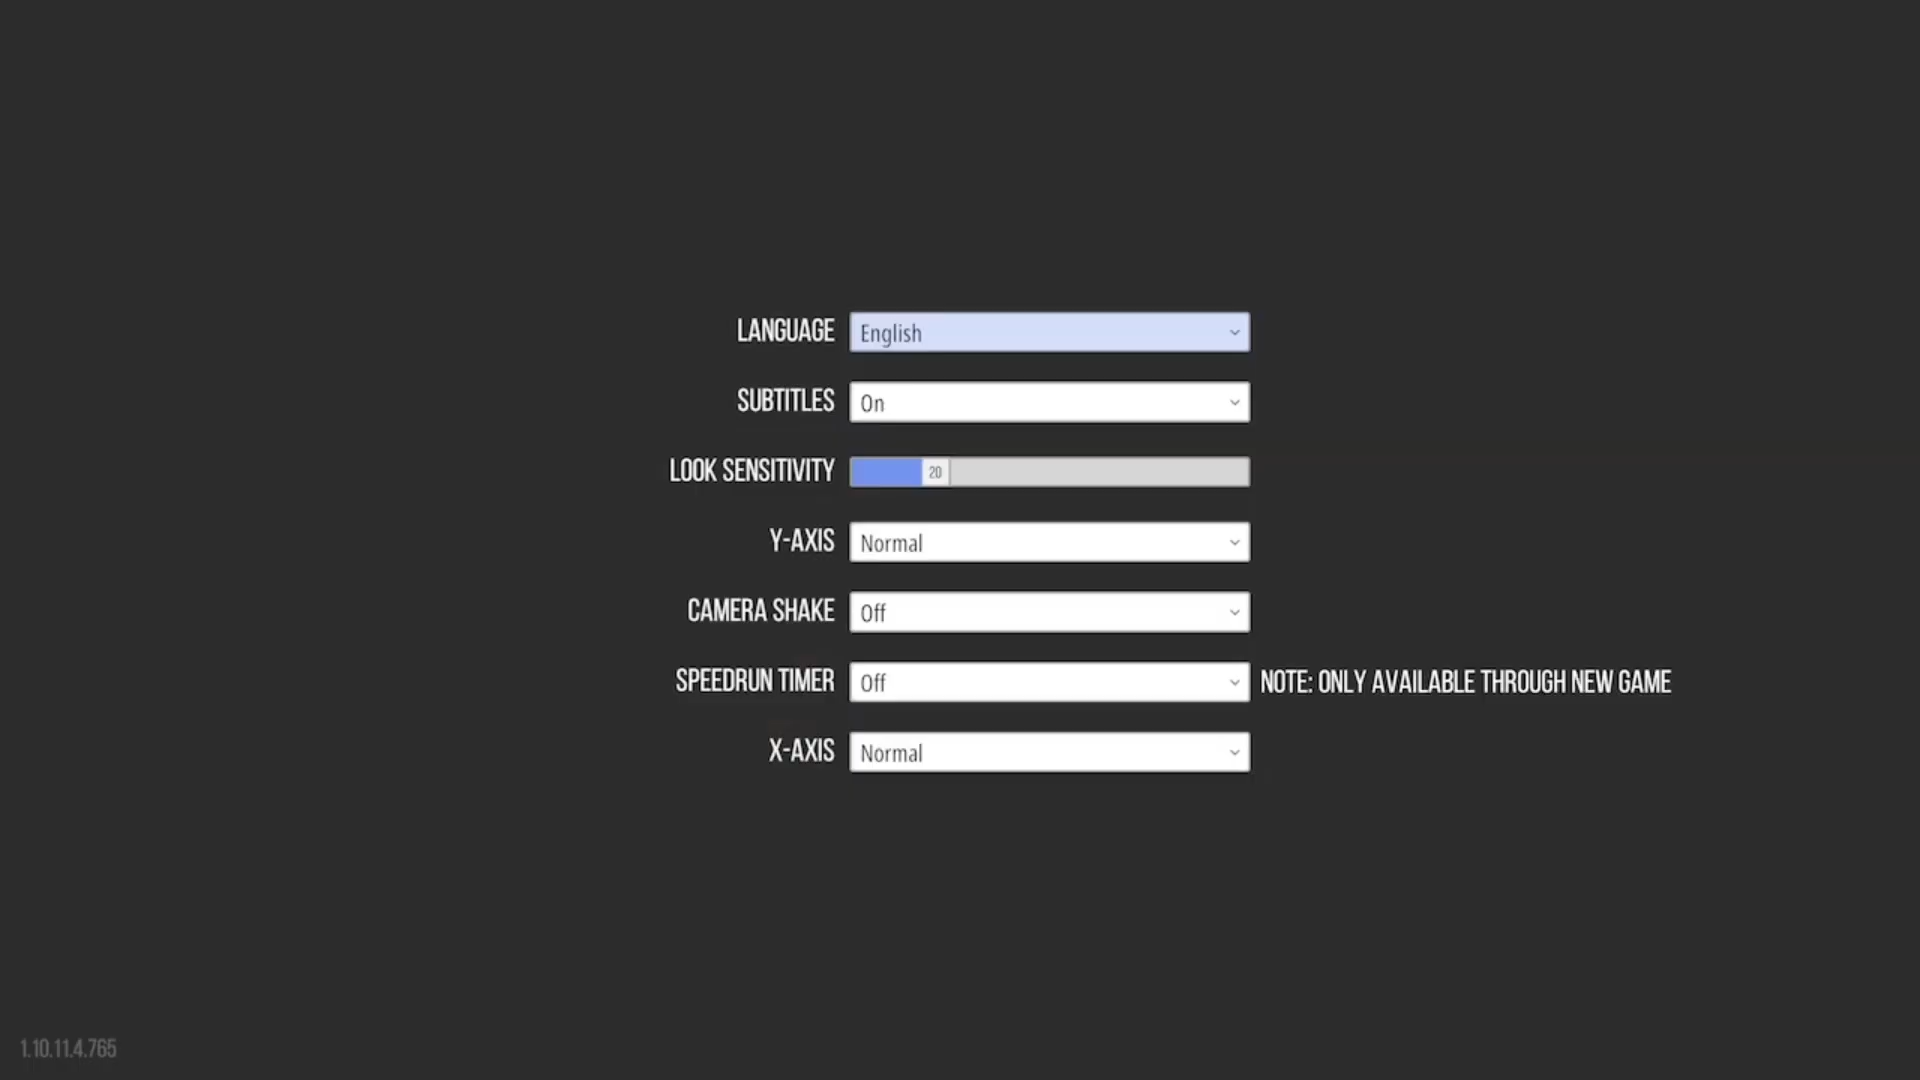 LANGUAGE English
SUBTITLES On
LOOK SENSITIVITY 20
Y-AXIS Normal
CAMERA SHAKE Off
SPEEDRUN TIMER Off NOTE: ONLY AVAILABLE THROUGH NEW GAME
X-AXIS Normal
1.10.11.4.765